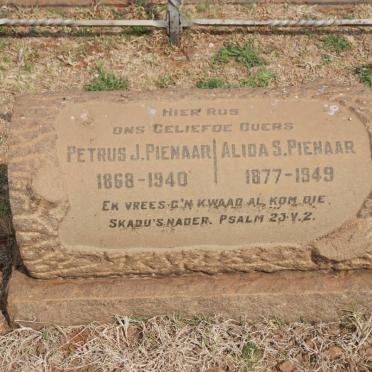 HIER RUS
ONS GELIEFDE OUERS
PETRUS J. PIENAAR ALIDA S. PIENAAR
1868-1940 1877-1949
EK VREES G'N KWAAD AL KOM DIE
SKADU'S NADER. PSALM 23. V. 2.